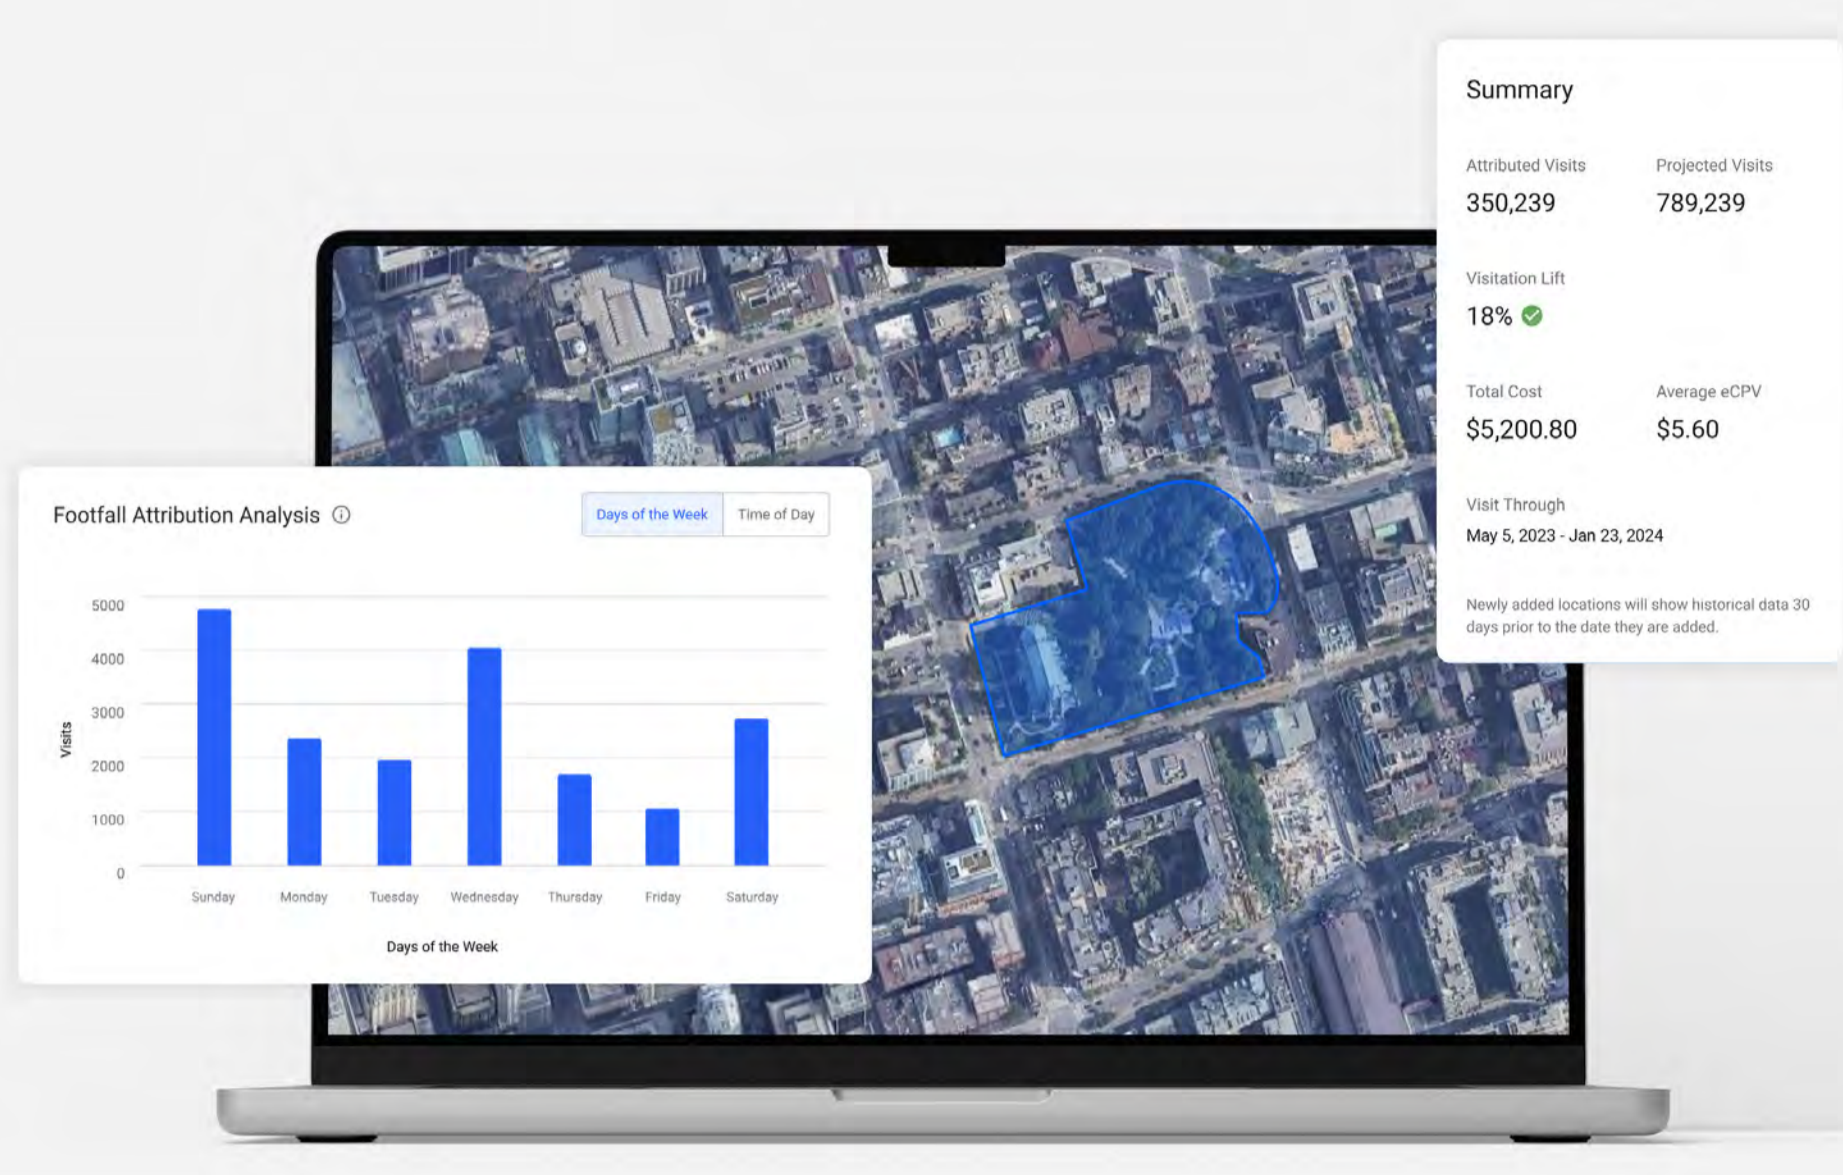 Summary
Attributed Visits Projected Visits
350,239 789,239
Visitation Lift
18%
Total Cost Average eCPV
$5,200.80 $5.60
Visit Through
May 5, 2023 - Jan 23, 2024
Newly added locations will show historical data 30
days prior to the date they are added.
Footfall Attribution Analysis
Days of the Week Time of Day
Visits
5000
4000
3000
2000
1000
0
Sunday Monday Tuesday Wednesday Thursday Friday Saturday
Days of the Week